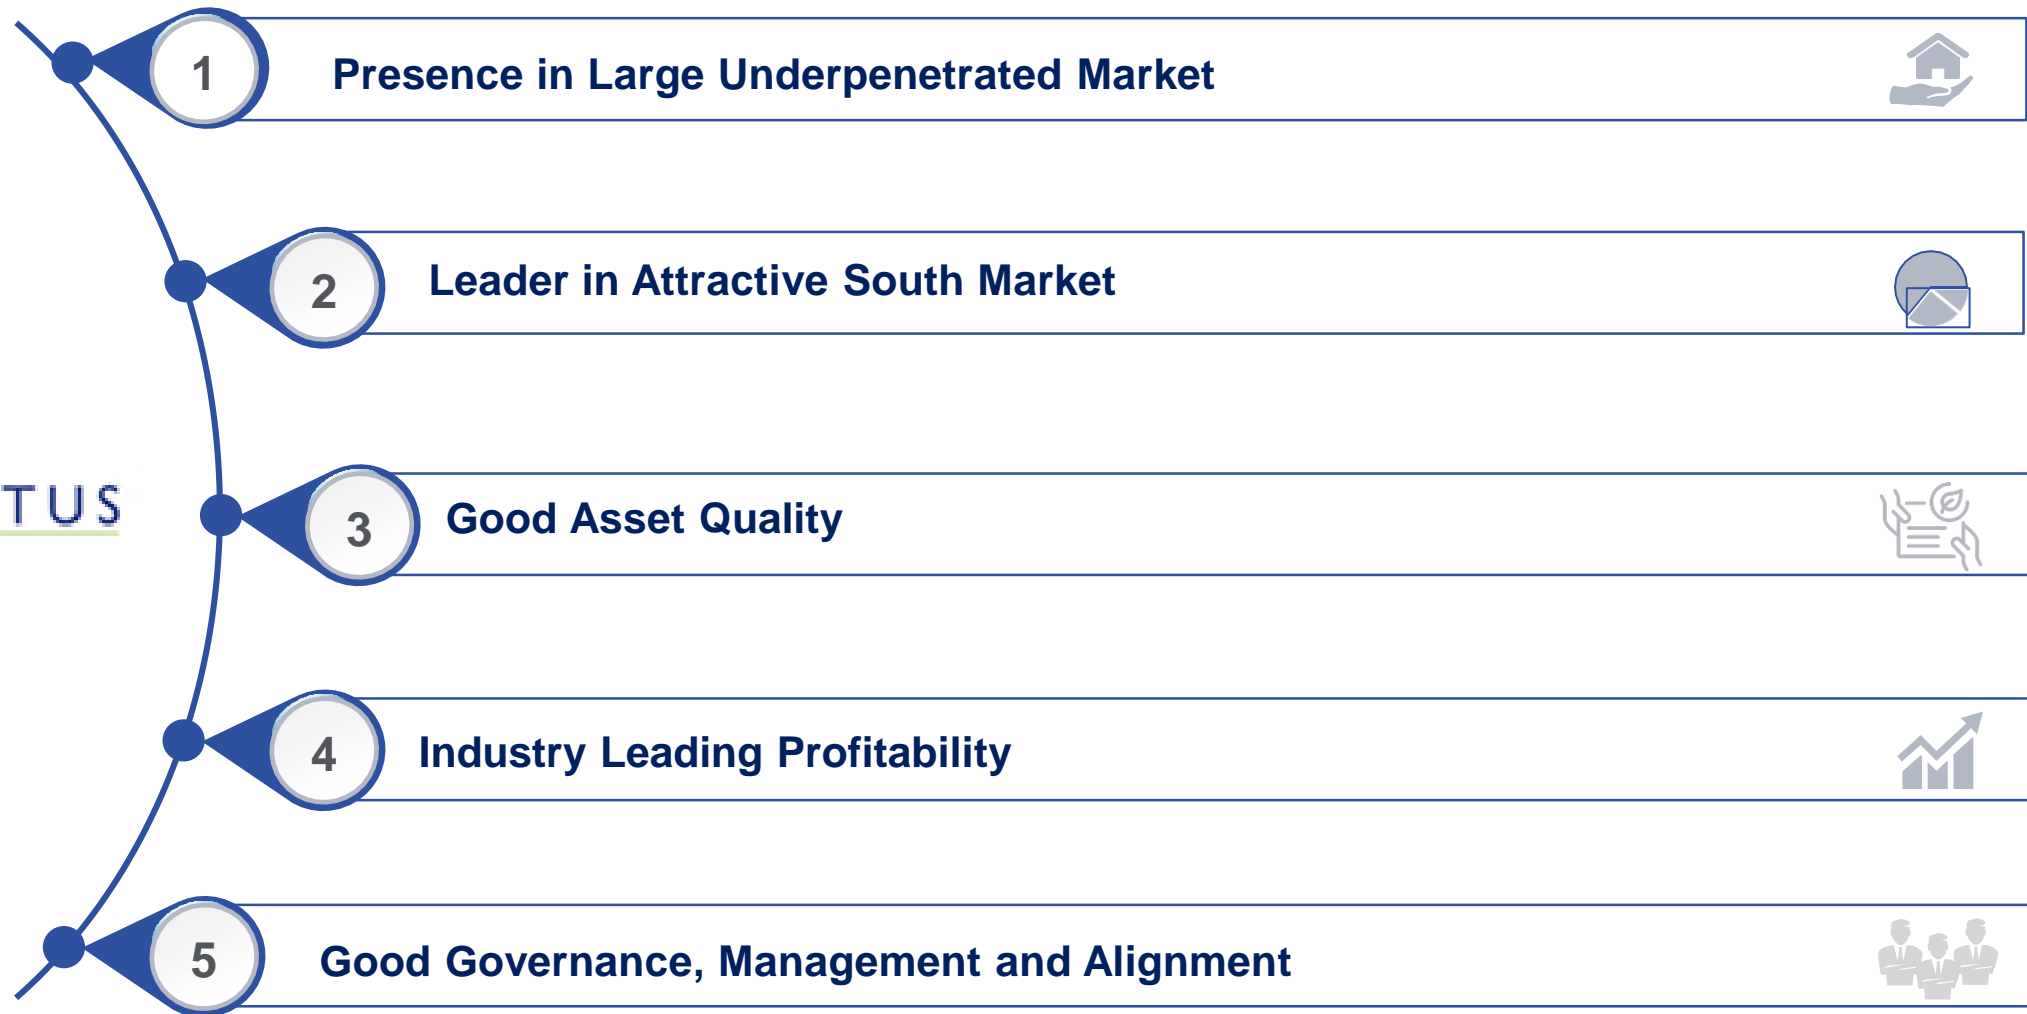 1
Presence in Large Underpenetrated Market
2
Leader in Attractive South Market
TUS
3
Good Asset Quality
4
Industry Leading Profitability
5
Good Governance, Management and Alignment